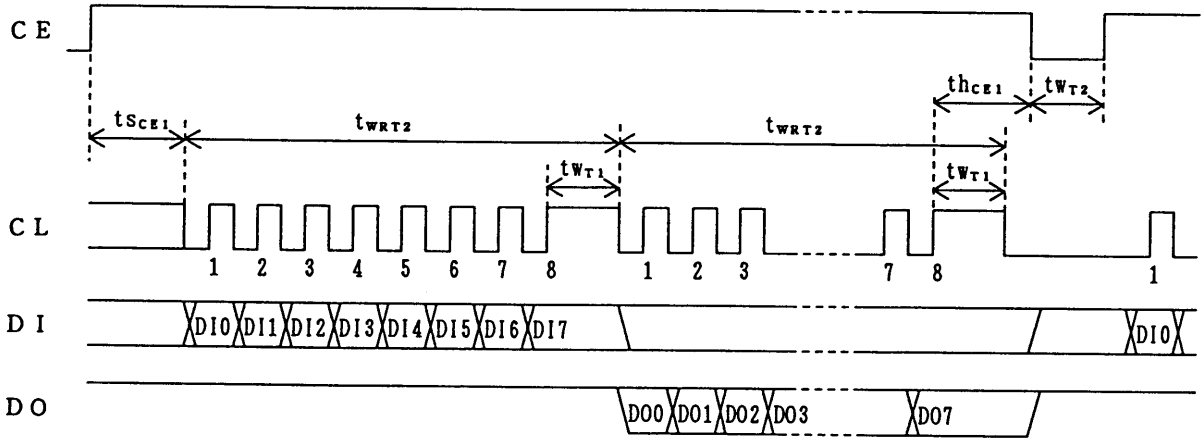 CE
thCE1 tWT2
tsCE1 tWRT2 tWRT2
tWT1 tWT1
CL
1 2 3 4 5 6 7 8 1 2 3 7 8 1
DI DI0 DI1 DI2 DI3 DI4 DI5 DI6 DI7 DI0
DO DO0 DO1 DO2 DO3 DO7